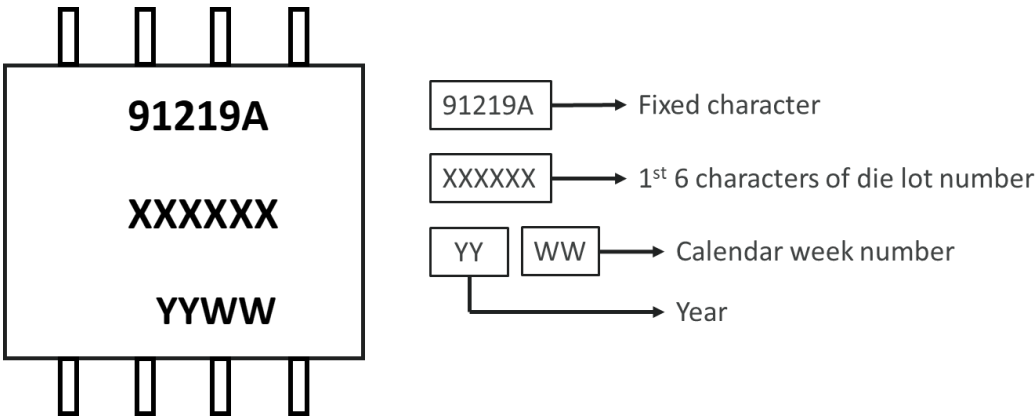 91219A
XXXXXX
YYWW
91219A Fixed character
XXXXXX 1st 6 characters of die lot number
YY WW Calendar week number
Year